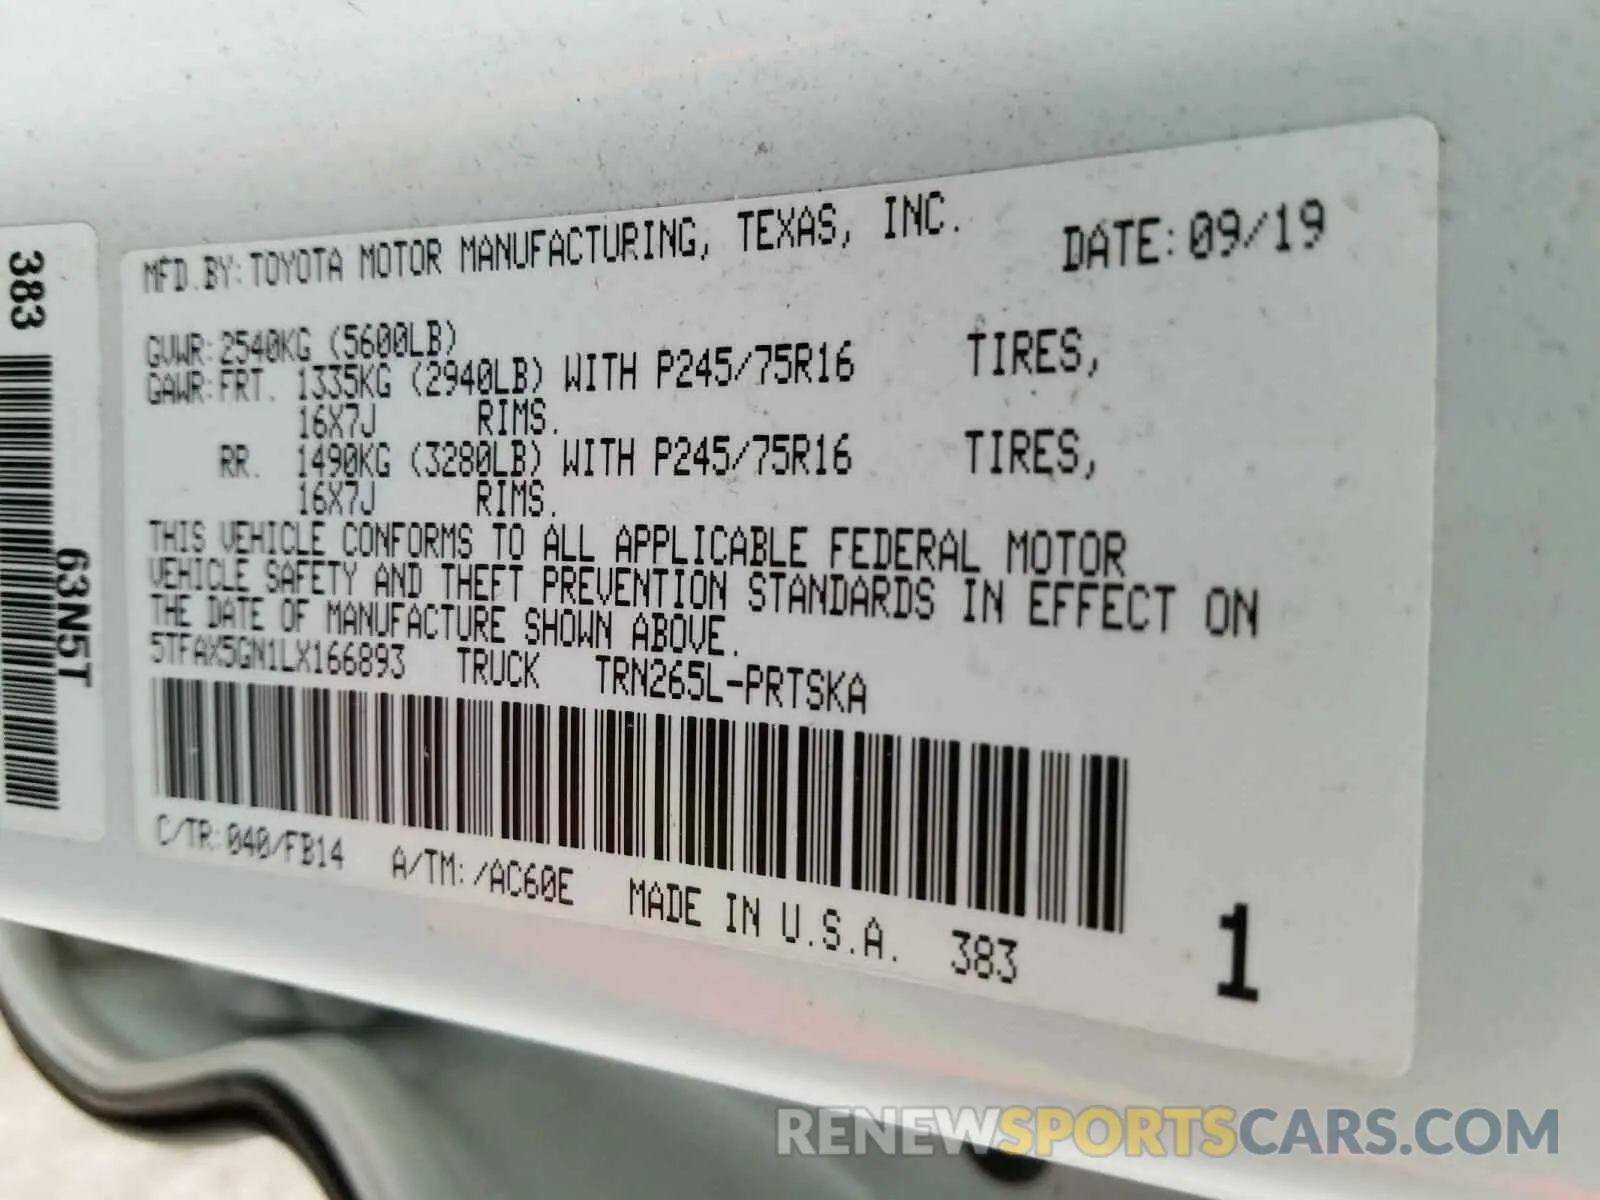 383
63N5T
MFD.BY:TOYOTA MOTOR MANUFACTURING, TEXAS, INC. DATE:09/19
GVWR:2540KG (5600LB)
GAWR:FRT. 1335KG (2940LB) WITH P245/75R16 TIRES,
16X7J RIMS.
RR. 1490KG (3280LB) WITH P245/75R16 TIRES,
16X7J RIMS.
THIS VEHICLE CONFORMS TO ALL APPLICABLE FEDERAL MOTOR
VEHICLE SAFETY AND THEFT PREVENTION STANDARDS IN EFFECT ON
THE DATE OF MANUFACTURE SHOWN ABOVE.
5TFAX5GN1LX166893 TRUCK TRN265L-PRTSKA
C/TR:040/FB14 A/TM:/AC60E MADE IN U.S.A. 383
1
RENEWSPORTSCARS.COM